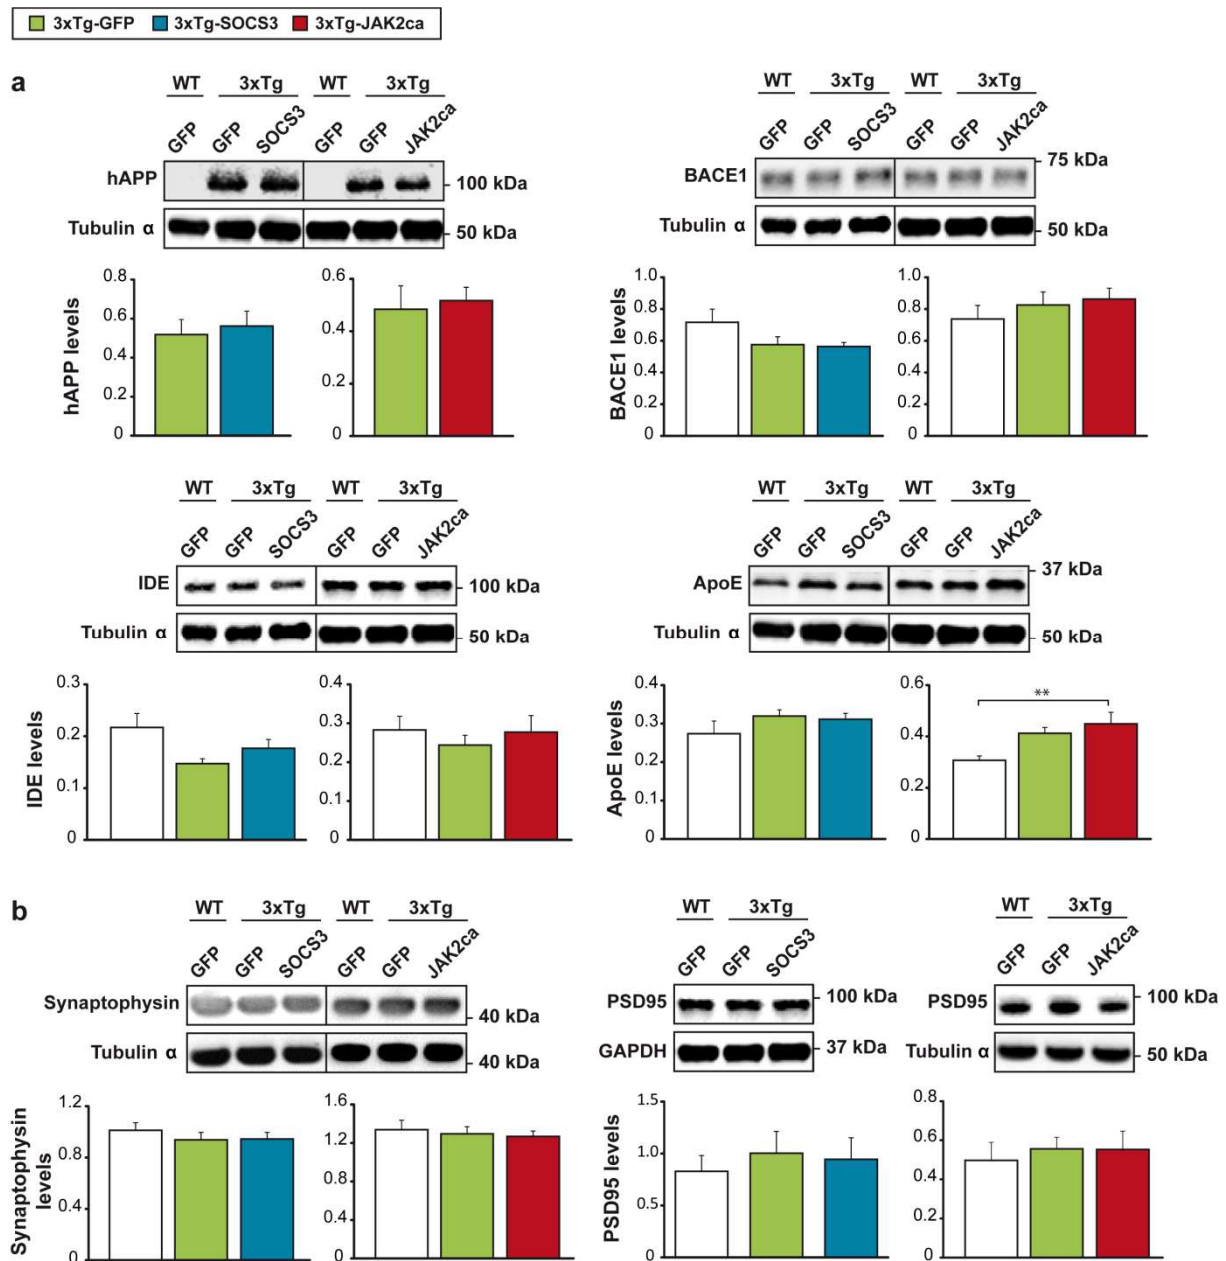 3xTg-GFP 3xTg-SOCS3 3xTg-JAK2ca
a
WT 3xTg WT 3xTg
GFP GFP SOCS3 GFP GFP JAK2ca
hAPP 100 kDa
Tubulin α 50 kDa
hAPP levels
0.8
0.6
0.4
0.2
0
0.6
0.4
0.2
0
WT 3xTg WT 3xTg
GFP GFP SOCS3 GFP GFP JAK2ca
BACE1 75 kDa
Tubulin α 50 kDa
BACE1 levels
1.0
0.8
0.6
0.4
0.2
0
1.0
0.8
0.6
0.4
0.2
0
WT 3xTg WT 3xTg
GFP GFP SOCS3 GFP GFP JAK2ca
IDE 100 kDa
Tubulin α 50 kDa
IDE levels
0.3
0.2
0.1
0
0.4
0.3
0.2
0.1
0
WT 3xTg WT 3xTg
GFP GFP SOCS3 GFP GFP JAK2ca
ApoE 37 kDa
Tubulin α 50 kDa
ApoE levels
0.4
0.3
0.2
0.1
0
0.6
0.4
0.2
0
**
b
WT 3xTg WT 3xTg
GFP GFP SOCS3 GFP GFP JAK2ca
Synaptophysin 40 kDa
Tubulin α 40 kDa
Synaptophysin
levels
1.2
0.8
0.4
0
1.6
1.2
0.8
0.4
0
WT 3xTg
GFP GFP SOCS3
PSD95 100 kDa
GAPDH 37 kDa
PSD95 levels
1.5
1.0
0.5
0
WT 3xTg
GFP GFP JAK2ca
PSD95 100 kDa
Tubulin α 50 kDa
0.8
0.6
0.4
0.2
0